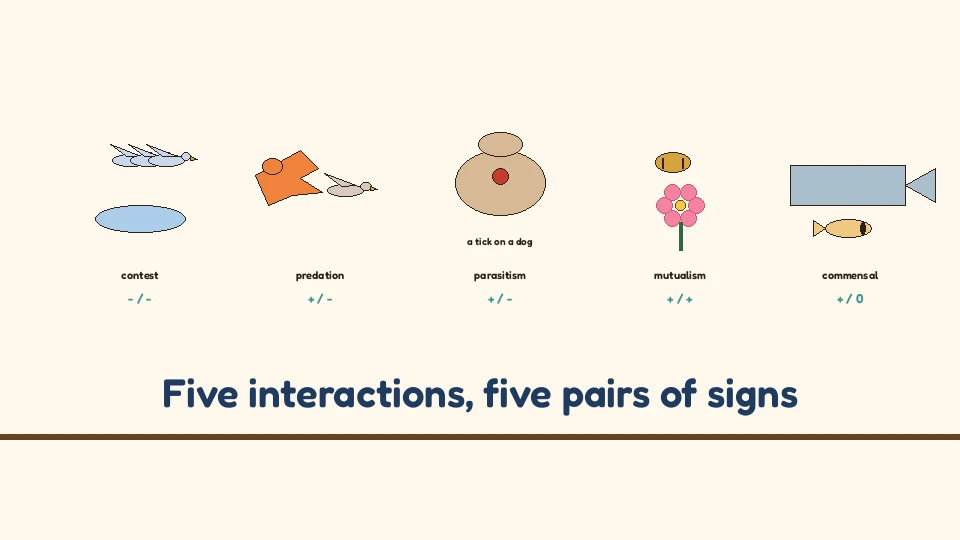 a tick on a dog
contest predation parasitism mutualism commensal
- / - + / - + / - + / + + / 0
Five interactions, five pairs of signs